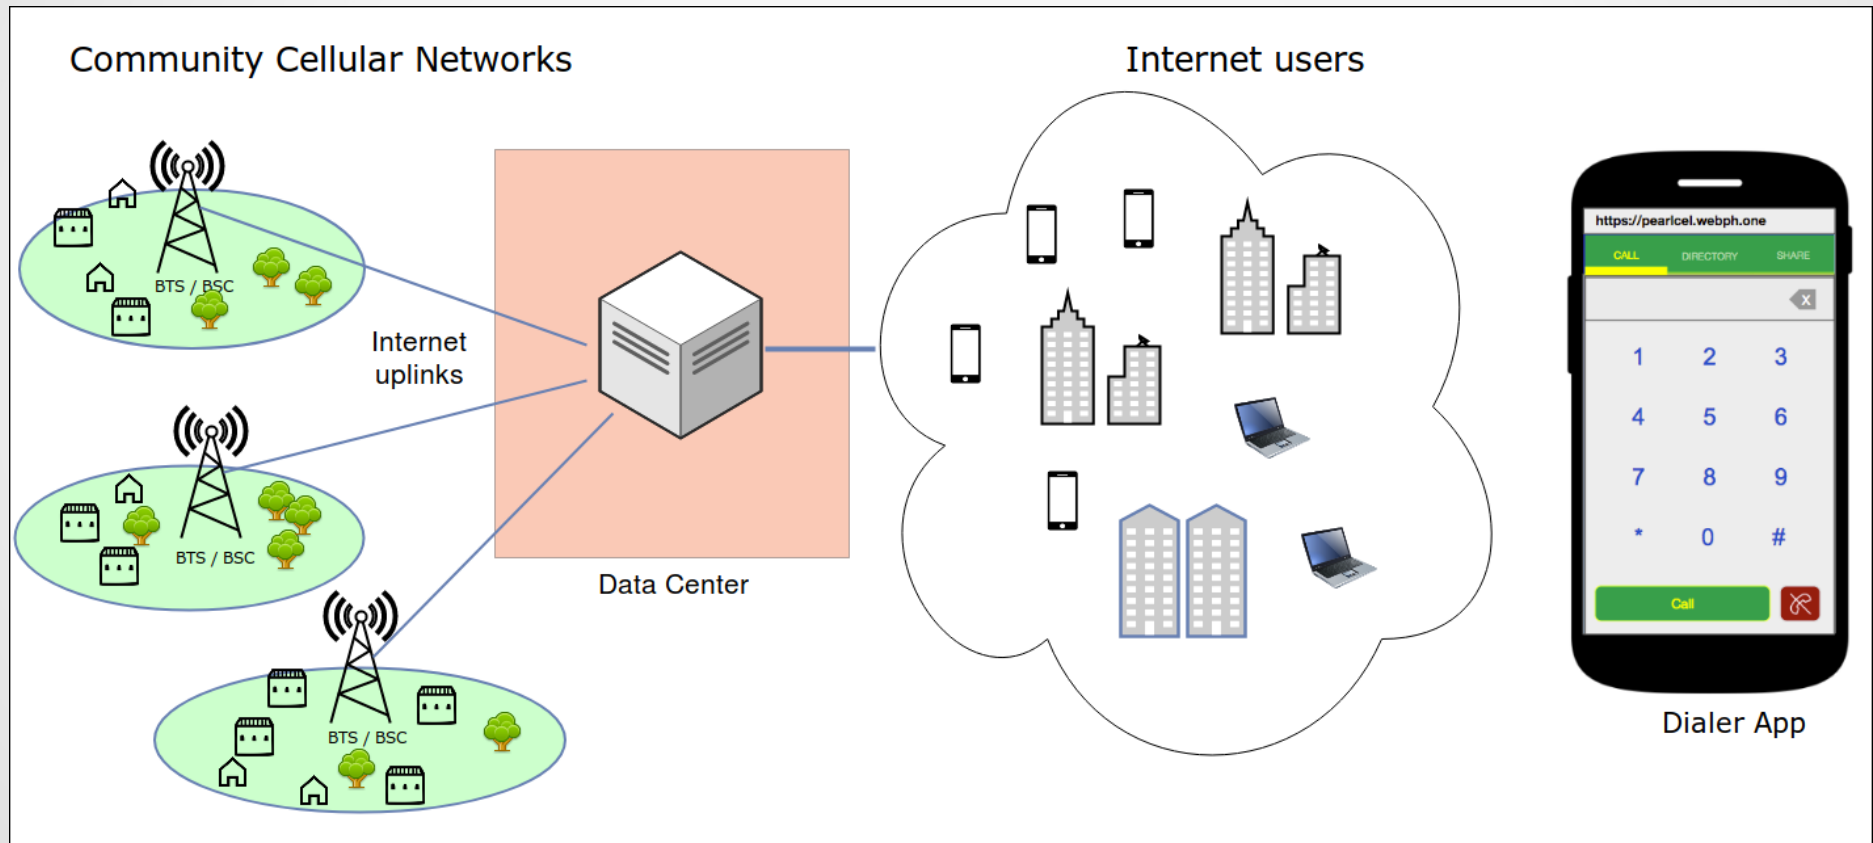 Community Cellular Networks
Internet users
BTS / BSC
Internet
uplinks
BTS / BSC
Data Center
BTS / BSC
https://pearlcel.webph.one
CALL DIRECTORY SHARE
X
1 2 3
4 5 6
7 8 9
* 0 #
Call
Dialer App